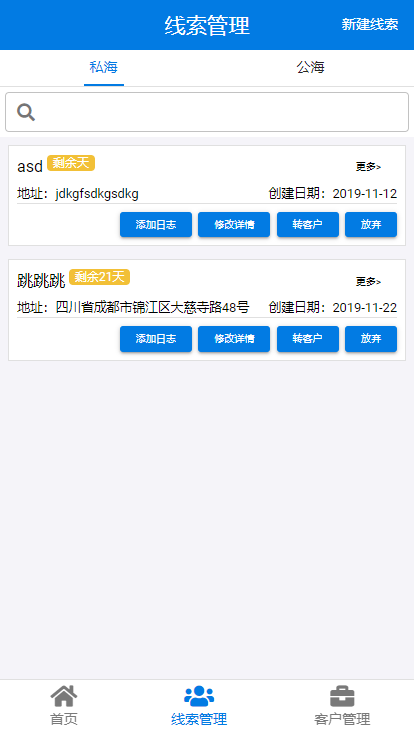 线索管理 新建线索
私海 公海
asd 剩余天 更多>
地址：jdkgfsdkgsdkg 创建日期：2019-11-12
添加日志 修改详情 转客户 放弃
跳跳跳 剩余21天 更多>
地址：四川省成都市锦江区大慈寺路48号 创建日期：2019-11-22
添加日志 修改详情 转客户 放弃
首页 线索管理 客户管理